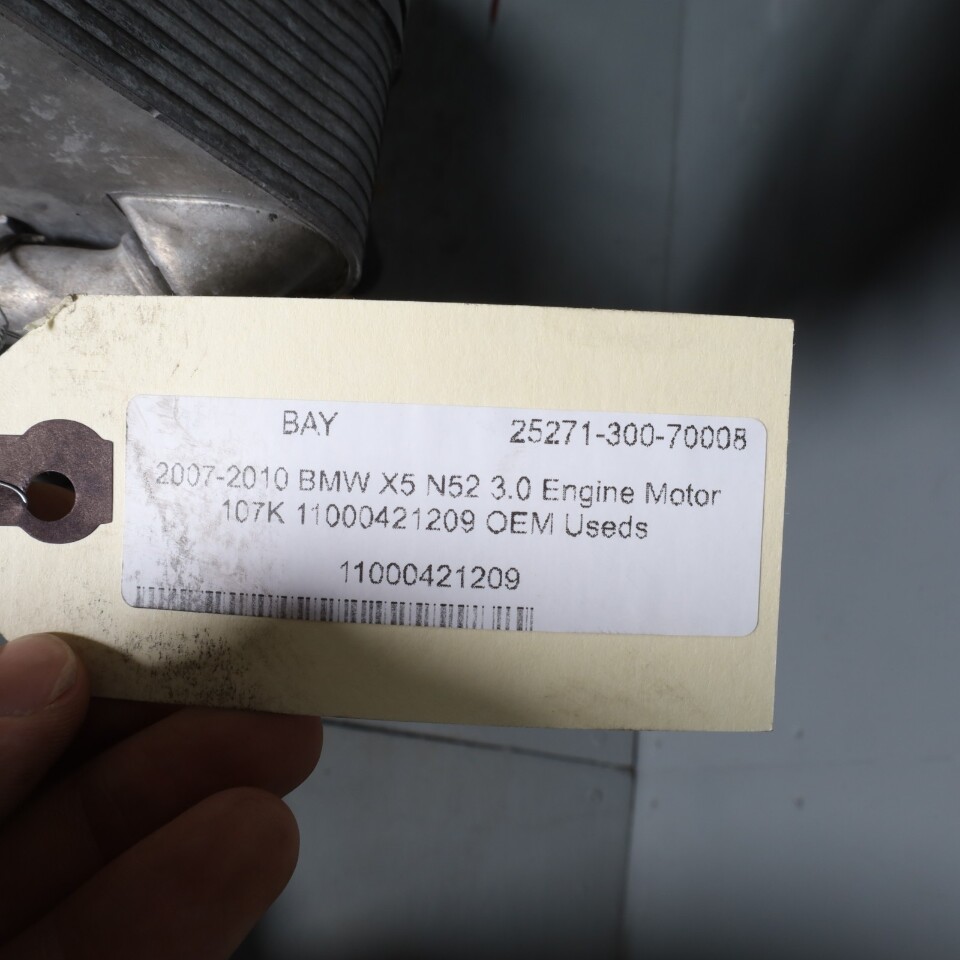 BAY 25271-300-70008
2007-2010 BMW X5 N52 3.0 Engine Motor
107K 11000421209 OEM Useds
11000421209